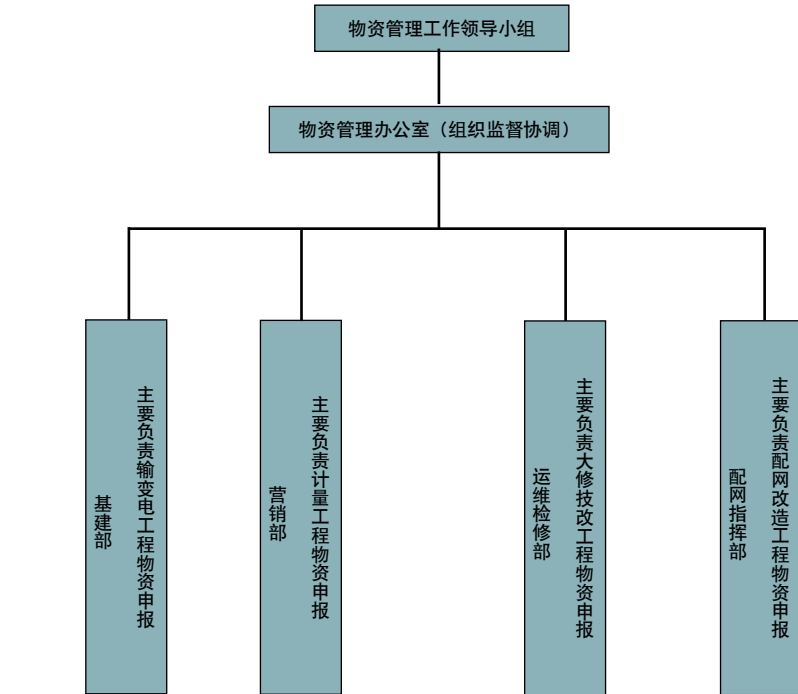 物资管理工作领导小组
物资管理办公室（组织监督协调）
主要负责输变电工程物资申报
基建部
主要负责计量工程物资申报
营销部
主要负责大修技改工程物资申报
运维检修部
主要负责配网改造工程物资申报
配网指挥部